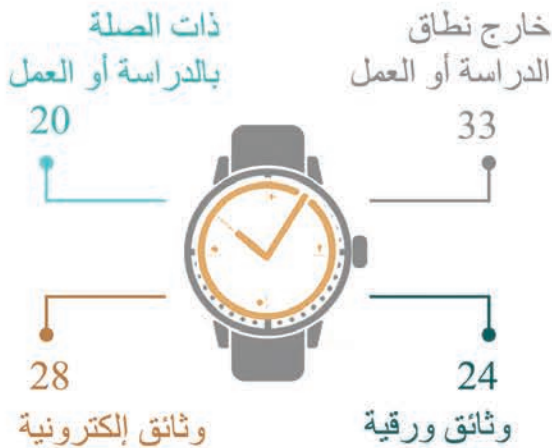 خارج نطاق
الدراسة أو العمل
33
ذات الصلة
بالدراسة أو العمل
20
24
وثائق ورقية
28
وثائق إلكترونية